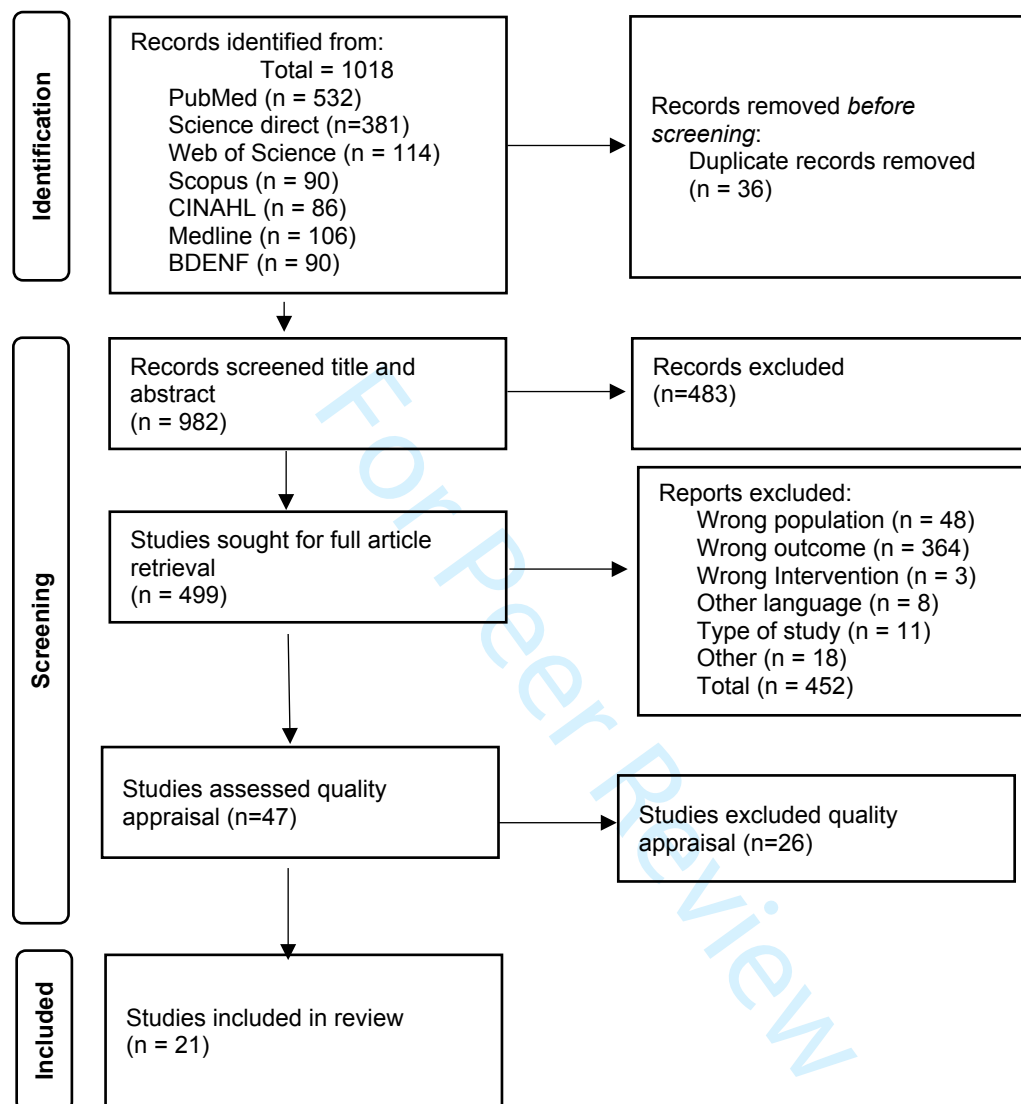 Identification
Records identified from:
Total = 1018
PubMed (n = 532)
Science direct (n=381)
Web of Science (n = 114)
Scopus (n = 90)
CINAHL (n = 86)
Medline (n = 106)
BDENF (n = 90)
Records removed before
screening:
Duplicate records removed
(n = 36)
Screening
Records screened title and
abstract
(n = 982)
Records excluded
(n=483)
Studies sought for full article
retrieval
(n = 499)
Reports excluded:
Wrong population (n = 48)
Wrong outcome (n = 364)
Wrong Intervention (n = 3)
Other language (n = 8)
Type of study (n = 11)
Other (n = 18)
Total (n = 452)
Studies assessed quality
appraisal (n=47)
Studies excluded quality
appraisal (n=26)
Included
Studies included in review
(n = 21)
For Peer Review